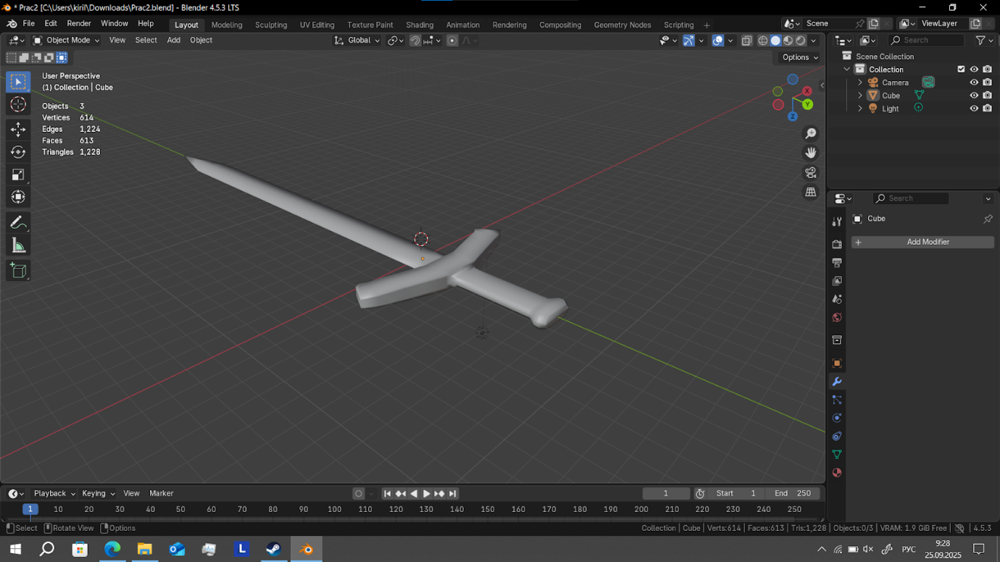 * Prac2 [C:\Users\kiril\Downloads\Prac2.blend] - Blender 4.5.3 LTS
File Edit Render Window Help Layout Modeling Sculpting UV Editing Texture Paint Shading Animation Rendering Compositing Geometry Nodes Scripting + Scene ViewLayer
Object Mode View Select Add Object Global Search
Options
User Perspective
(1) Collection | Cube
Objects 3
Vertices 614
Edges 1,224
Faces 613
Triangles 1,228
X
Y
Z
Scene Collection
Collection
Camera
Cube
Light
Search
Cube
+ Add Modifier
Playback Keying View Marker 1 Start 1 End 250
1 10 20 30 40 50 60 70 80 90 100 110 120 130 140 150 160 170 180 190 200 210 220 230 240 250
Select Rotate View Options Collection | Cube | Verts:614 | Faces:613 | Tris:1,228 | Objects:0/3 | VRAM: 1.9 GiB Free | 4.5.3
L РУС 9:28
25.09.2025